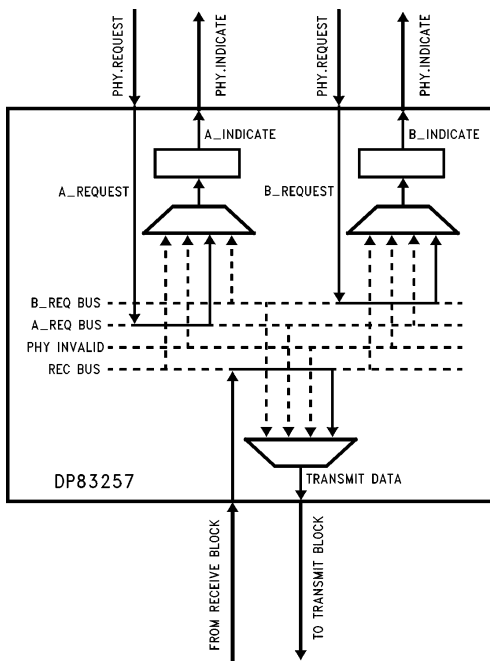 PHY.REQUEST
PHY.INDICATE
PHY.REQUEST
PHY.INDICATE
A_INDICATE
B_INDICATE
A_REQUEST
B_REQUEST
B_REQ BUS
A_REQ BUS
PHY INVALID
REC BUS
TRANSMIT DATA
DP83257
FROM RECEIVE BLOCK
TO TRANSMIT BLOCK